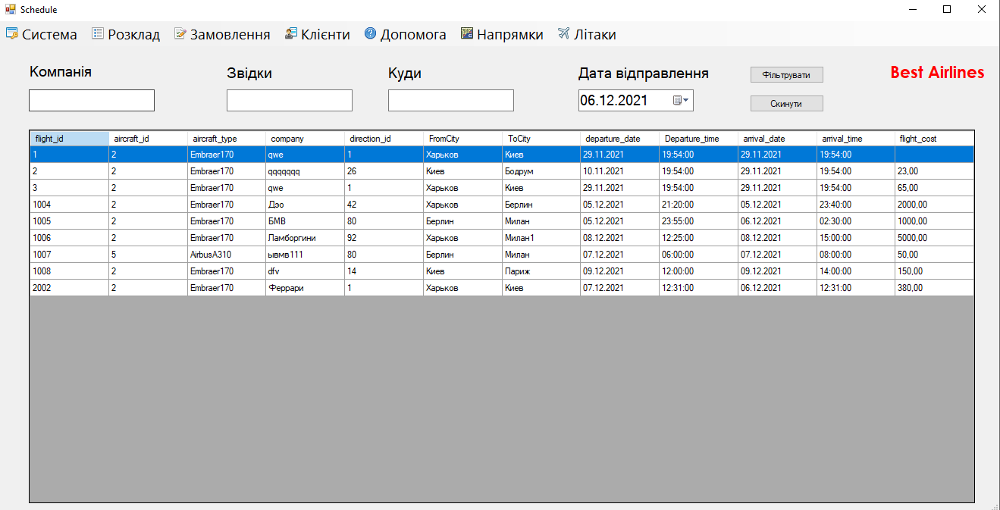 Schedule
Система Розклад Замовлення Клієнти Допомога Напрямки Літаки
Компанія Звідки Куди Дата відправлення Фільтрувати Best Airlines
06.12.2021 Скинути
flight_id aircraft_id aircraft_type company direction_id FromCity ToCity departure_date Departure_time arrival_date arrival_time flight_cost
1 2 Embraer170 qwe 1 Харьков Киев 29.11.2021 19:54:00 29.11.2021 19:54:00
2 2 Embraer170 qqqqqqq 26 Киев Бодрум 10.11.2021 19:54:00 29.11.2021 19:54:00 23,00
3 2 Embraer170 qwe 1 Харьков Киев 29.11.2021 19:54:00 29.11.2021 19:54:00 65,00
1004 2 Embraer170 Дэо 42 Харьков Берлин 05.12.2021 21:20:00 05.12.2021 23:40:00 2000,00
1005 2 Embraer170 БМВ 80 Берлин Милан 05.12.2021 23:55:00 06.12.2021 02:30:00 1000,00
1006 2 Embraer170 Ламборгини 92 Харьков Милан1 08.12.2021 12:25:00 08.12.2021 15:00:00 5000,00
1007 5 AirbusA310 ывмв111 80 Берлин Милан 07.12.2021 06:00:00 07.12.2021 08:00:00 50,00
1008 2 Embraer170 dfv 14 Киев Париж 09.12.2021 12:00:00 09.12.2021 14:00:00 150,00
2002 2 Embraer170 Феррари 1 Харьков Киев 07.12.2021 12:31:00 06.12.2021 12:31:00 380,00